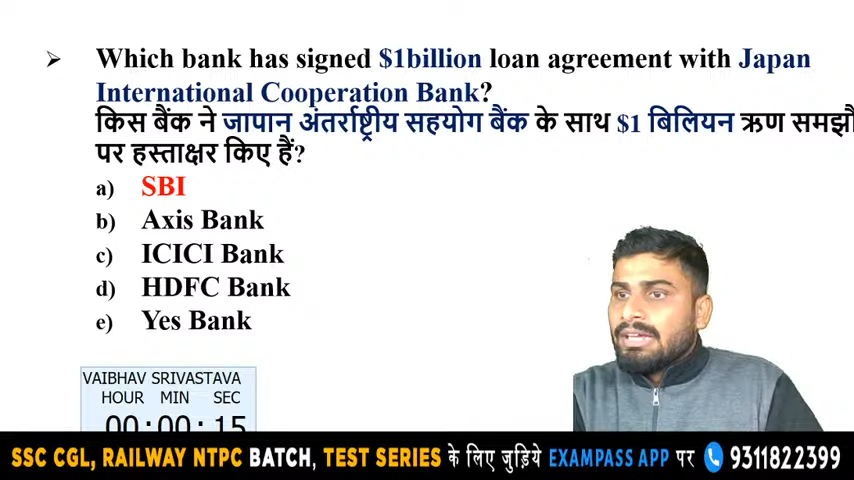 ➢ Which bank has signed $1billion loan agreement with Japan
International Cooperation Bank?
किस बैंक ने जापान अंतर्राष्ट्रीय सहयोग बैंक के साथ $1 बिलियन ऋण समझौ
पर हस्ताक्षर किए हैं?
a) SBI
b) Axis Bank
c) ICICI Bank
d) HDFC Bank
e) Yes Bank
VAIBHAV SRIVASTAVA
HOUR MIN SEC
00:00:15
SSC CGL, RAILWAY NTPC BATCH, TEST SERIES के लिए जुड़िये EXAMPASS APP पर 9311822399